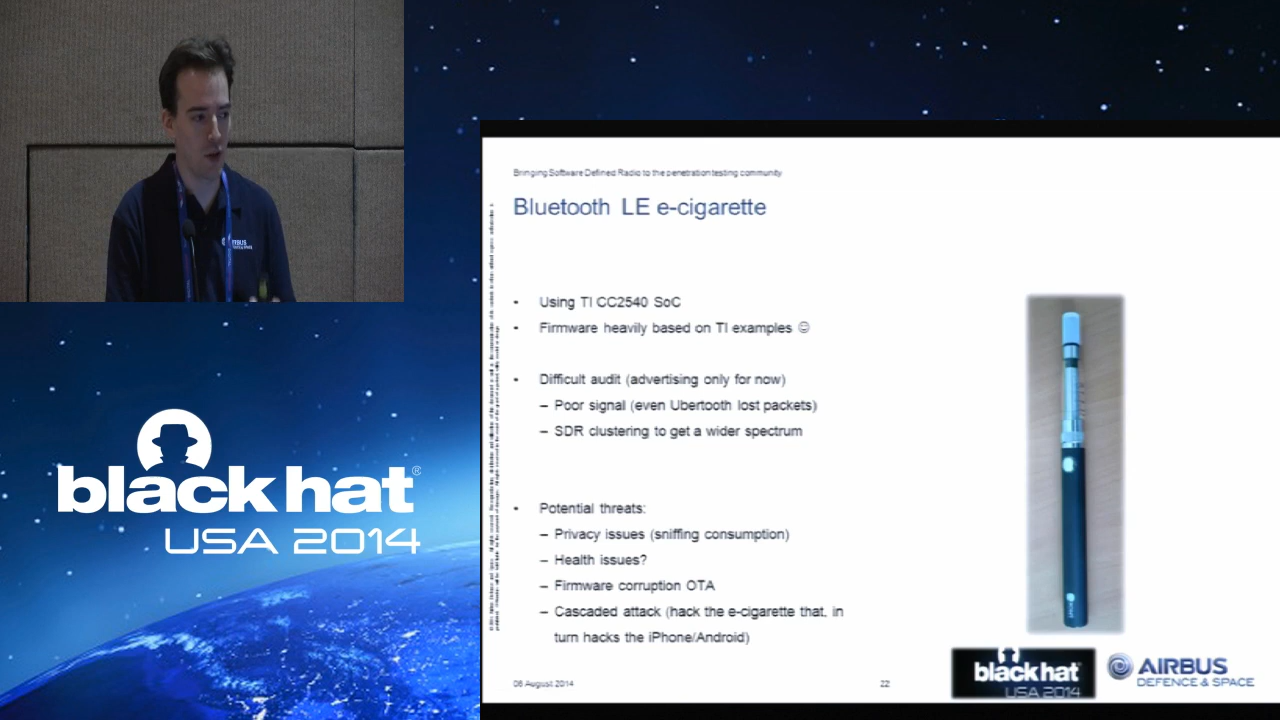 AIRBUS
Bringing Software Defined Radio to the penetration testing community
Bluetooth LE e-cigarette
• Using TI CC2540 SoC
• Firmware heavily based on TI examples ☺
• Difficult audit (advertising only for now)
– Poor signal (even Ubertooth lost packets)
– SDR clustering to get a wider spectrum
• Potential threats:
– Privacy issues (sniffing consumption)
– Health issues?
– Firmware corruption OTA
– Cascaded attack (hack the e-cigarette that, in
turn hacks the iPhone/Android)
06 August 2014
22
black hat
USA 2014
AIRBUS
DEFENCE & SPACE
black hat®
USA 2014